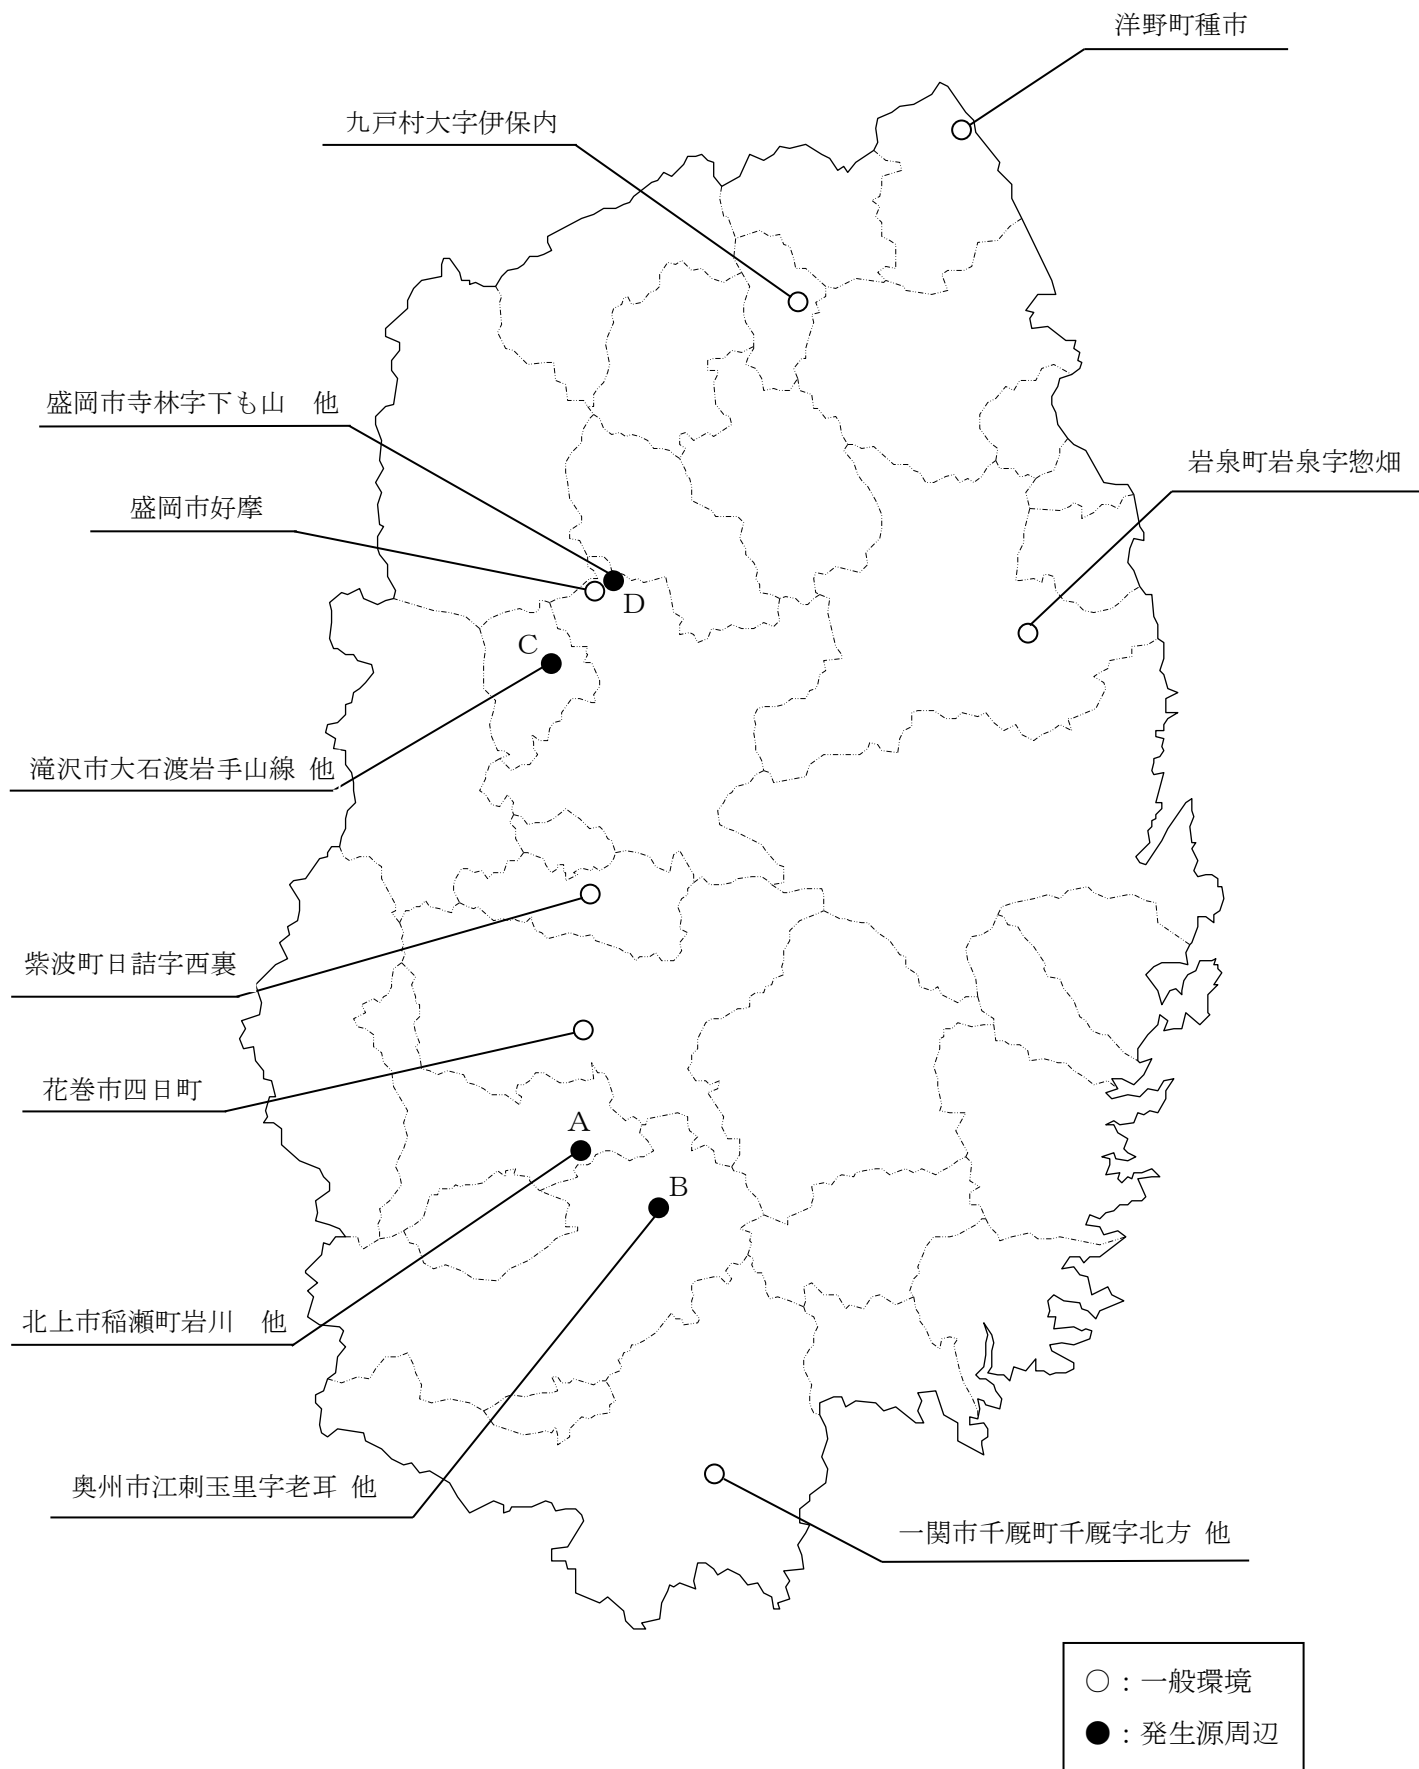 洋野町種市
九戸村大字伊保内
盛岡市寺林字下も山　他
岩泉町岩泉字惣畑
盛岡市好摩
D
C
滝沢市大石渡岩手山線 他
紫波町日詰字西裏
花巻市四日町
A
B
北上市稲瀬町岩川　他
奥州市江刺玉里字老耳 他
一関市千厩町千厩字北方 他
○：一般環境
●：発生源周辺